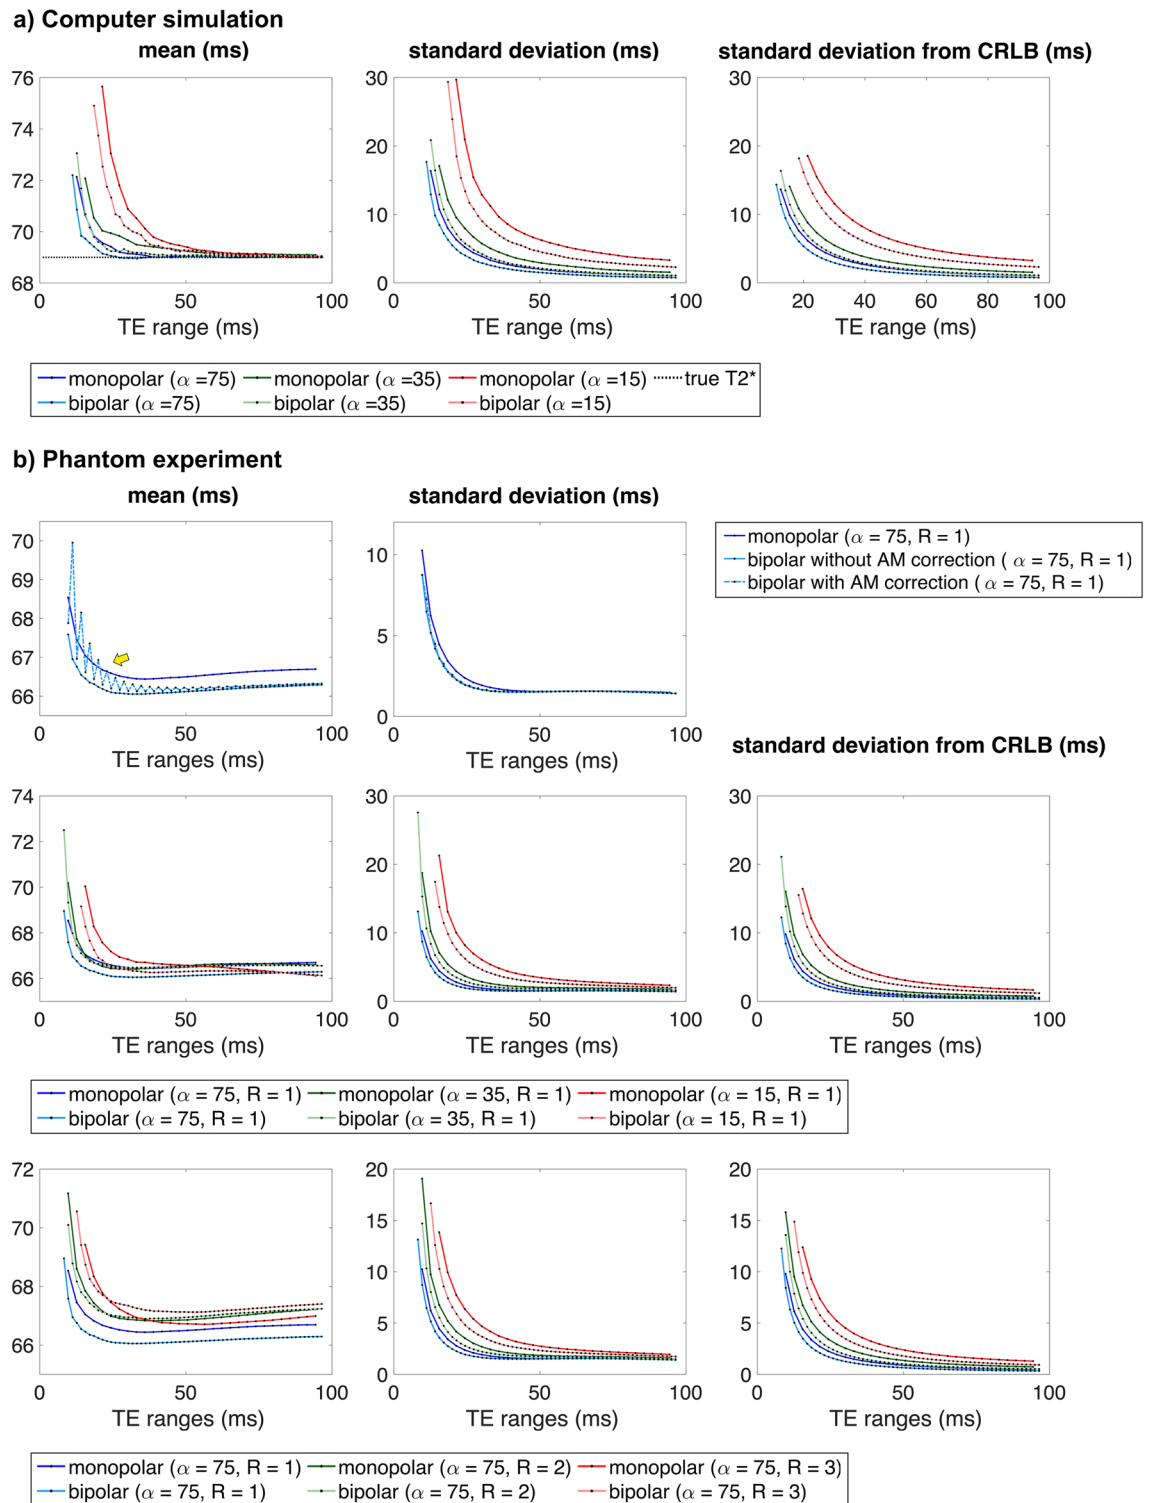 a) Computer simulation
mean (ms)
standard deviation (ms)
standard deviation from CRLB (ms)
76
74
72
70
68
0
50
100
TE range (ms)
30
20
10
0
0
50
100
TE range (ms)
30
20
10
0
20
40
60
80
100
TE range (ms)
monopolar (α =75)
monopolar (α =35)
monopolar (α =15)
true T2*
bipolar (α =75)
bipolar (α =35)
bipolar (α =15)
b) Phantom experiment
mean (ms)
standard deviation (ms)
70
69
68
67
66
0
50
100
TE ranges (ms)
10
5
0
0
50
100
TE ranges (ms)
monopolar (α = 75, R = 1)
bipolar without AM correction ( α = 75, R = 1)
bipolar with AM correction ( α = 75, R = 1)
standard deviation from CRLB (ms)
74
72
70
68
66
0
50
100
TE ranges (ms)
30
20
10
0
0
50
100
TE ranges (ms)
30
20
10
0
0
50
100
TE ranges (ms)
monopolar (α = 75, R = 1)
monopolar (α = 35, R = 1)
monopolar (α = 15, R = 1)
bipolar (α = 75, R = 1)
bipolar (α = 35, R = 1)
bipolar (α = 15, R = 1)
72
70
68
66
0
50
100
TE ranges (ms)
20
15
10
5
0
0
50
100
TE ranges (ms)
20
15
10
5
0
0
50
100
TE ranges (ms)
monopolar (α = 75, R = 1)
monopolar (α = 75, R = 2)
monopolar (α = 75, R = 3)
bipolar (α = 75, R = 1)
bipolar (α = 75, R = 2)
bipolar (α = 75, R = 3)